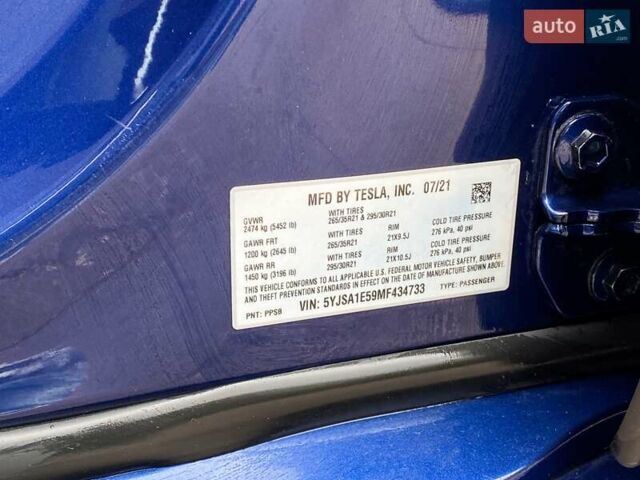 auto RIA.com
MFD BY TESLA, INC. 07/21
GVWR
2474 kg (5452 lb)
WITH TIRES
265/35R21 & 295/30R21
GAWR FRT
1200 kg (2645 lb)
WITH TIRES
265/35R21
RIM
21X9.5J
COLD TIRE PRESSURE
276 kPa, 40 psi
GAWR RR
1450 kg (3196 lb)
WITH TIRES
295/30R21
RIM
21X10.5J
COLD TIRE PRESSURE
276 kPa, 40 psi
THIS VEHICLE CONFORMS TO ALL APPLICABLE U.S. FEDERAL MOTOR VEHICLE SAFETY, BUMPER
AND THEFT PREVENTION STANDARDS IN EFFECT ON THE DATE OF MANUFACTURE SHOWN ABOVE.
VIN: 5YJSA1E59MF434733
PNT: PPSB
TYPE: PASSENGER